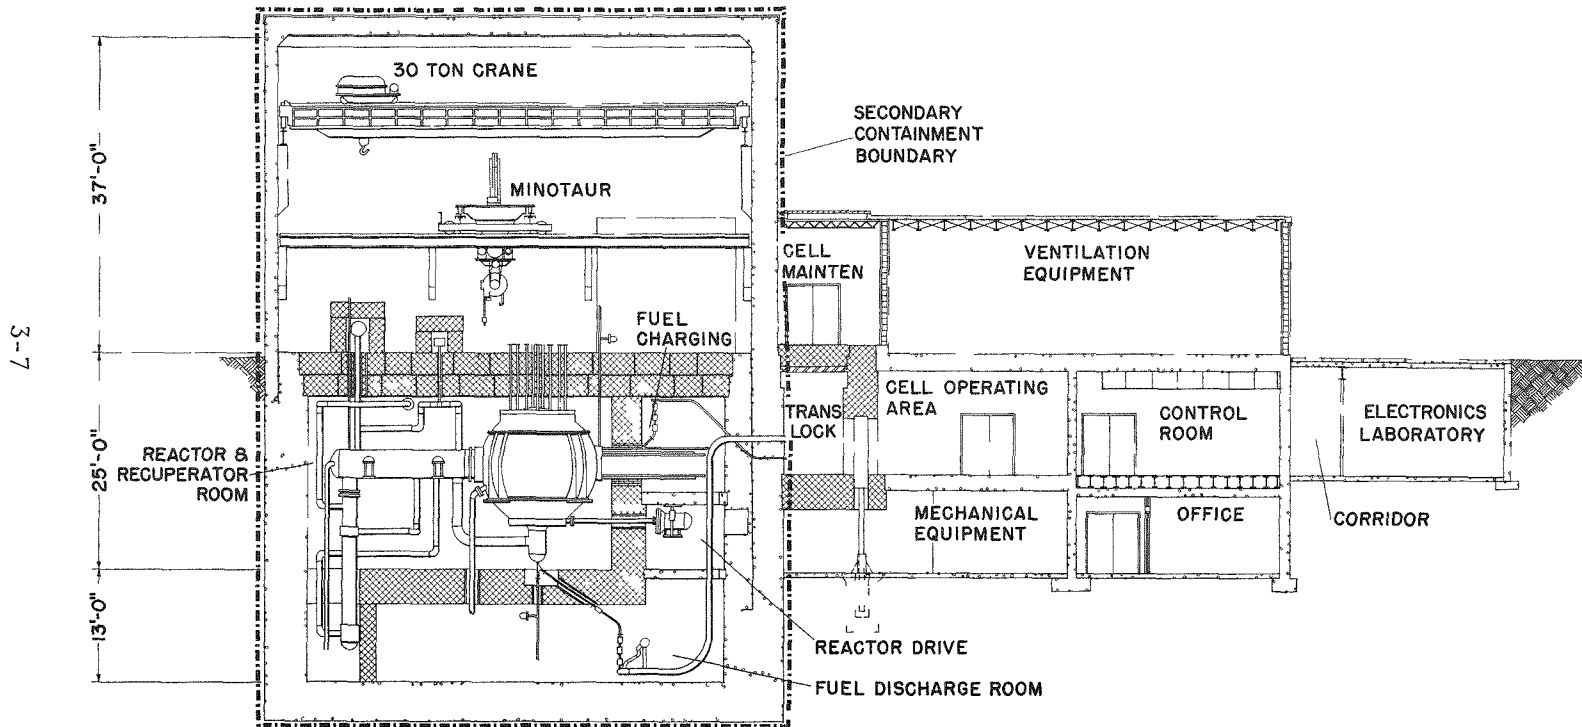 30 TON CRANE
SECONDARY
CONTAINMENT
BOUNDARY
37'-0"
MINOTAUR
CELL
MAINTEN
VENTILATION
EQUIPMENT
FUEL
CHARGING
3-7
CELL OPERATING
AREA
TRANS
LOCK
CONTROL
ROOM
ELECTRONICS
LABORATORY
REACTOR &
RECUPERATOR
ROOM
25'-0"
MECHANICAL
EQUIPMENT
OFFICE
CORRIDOR
13'-0"
REACTOR DRIVE
FUEL DISCHARGE ROOM